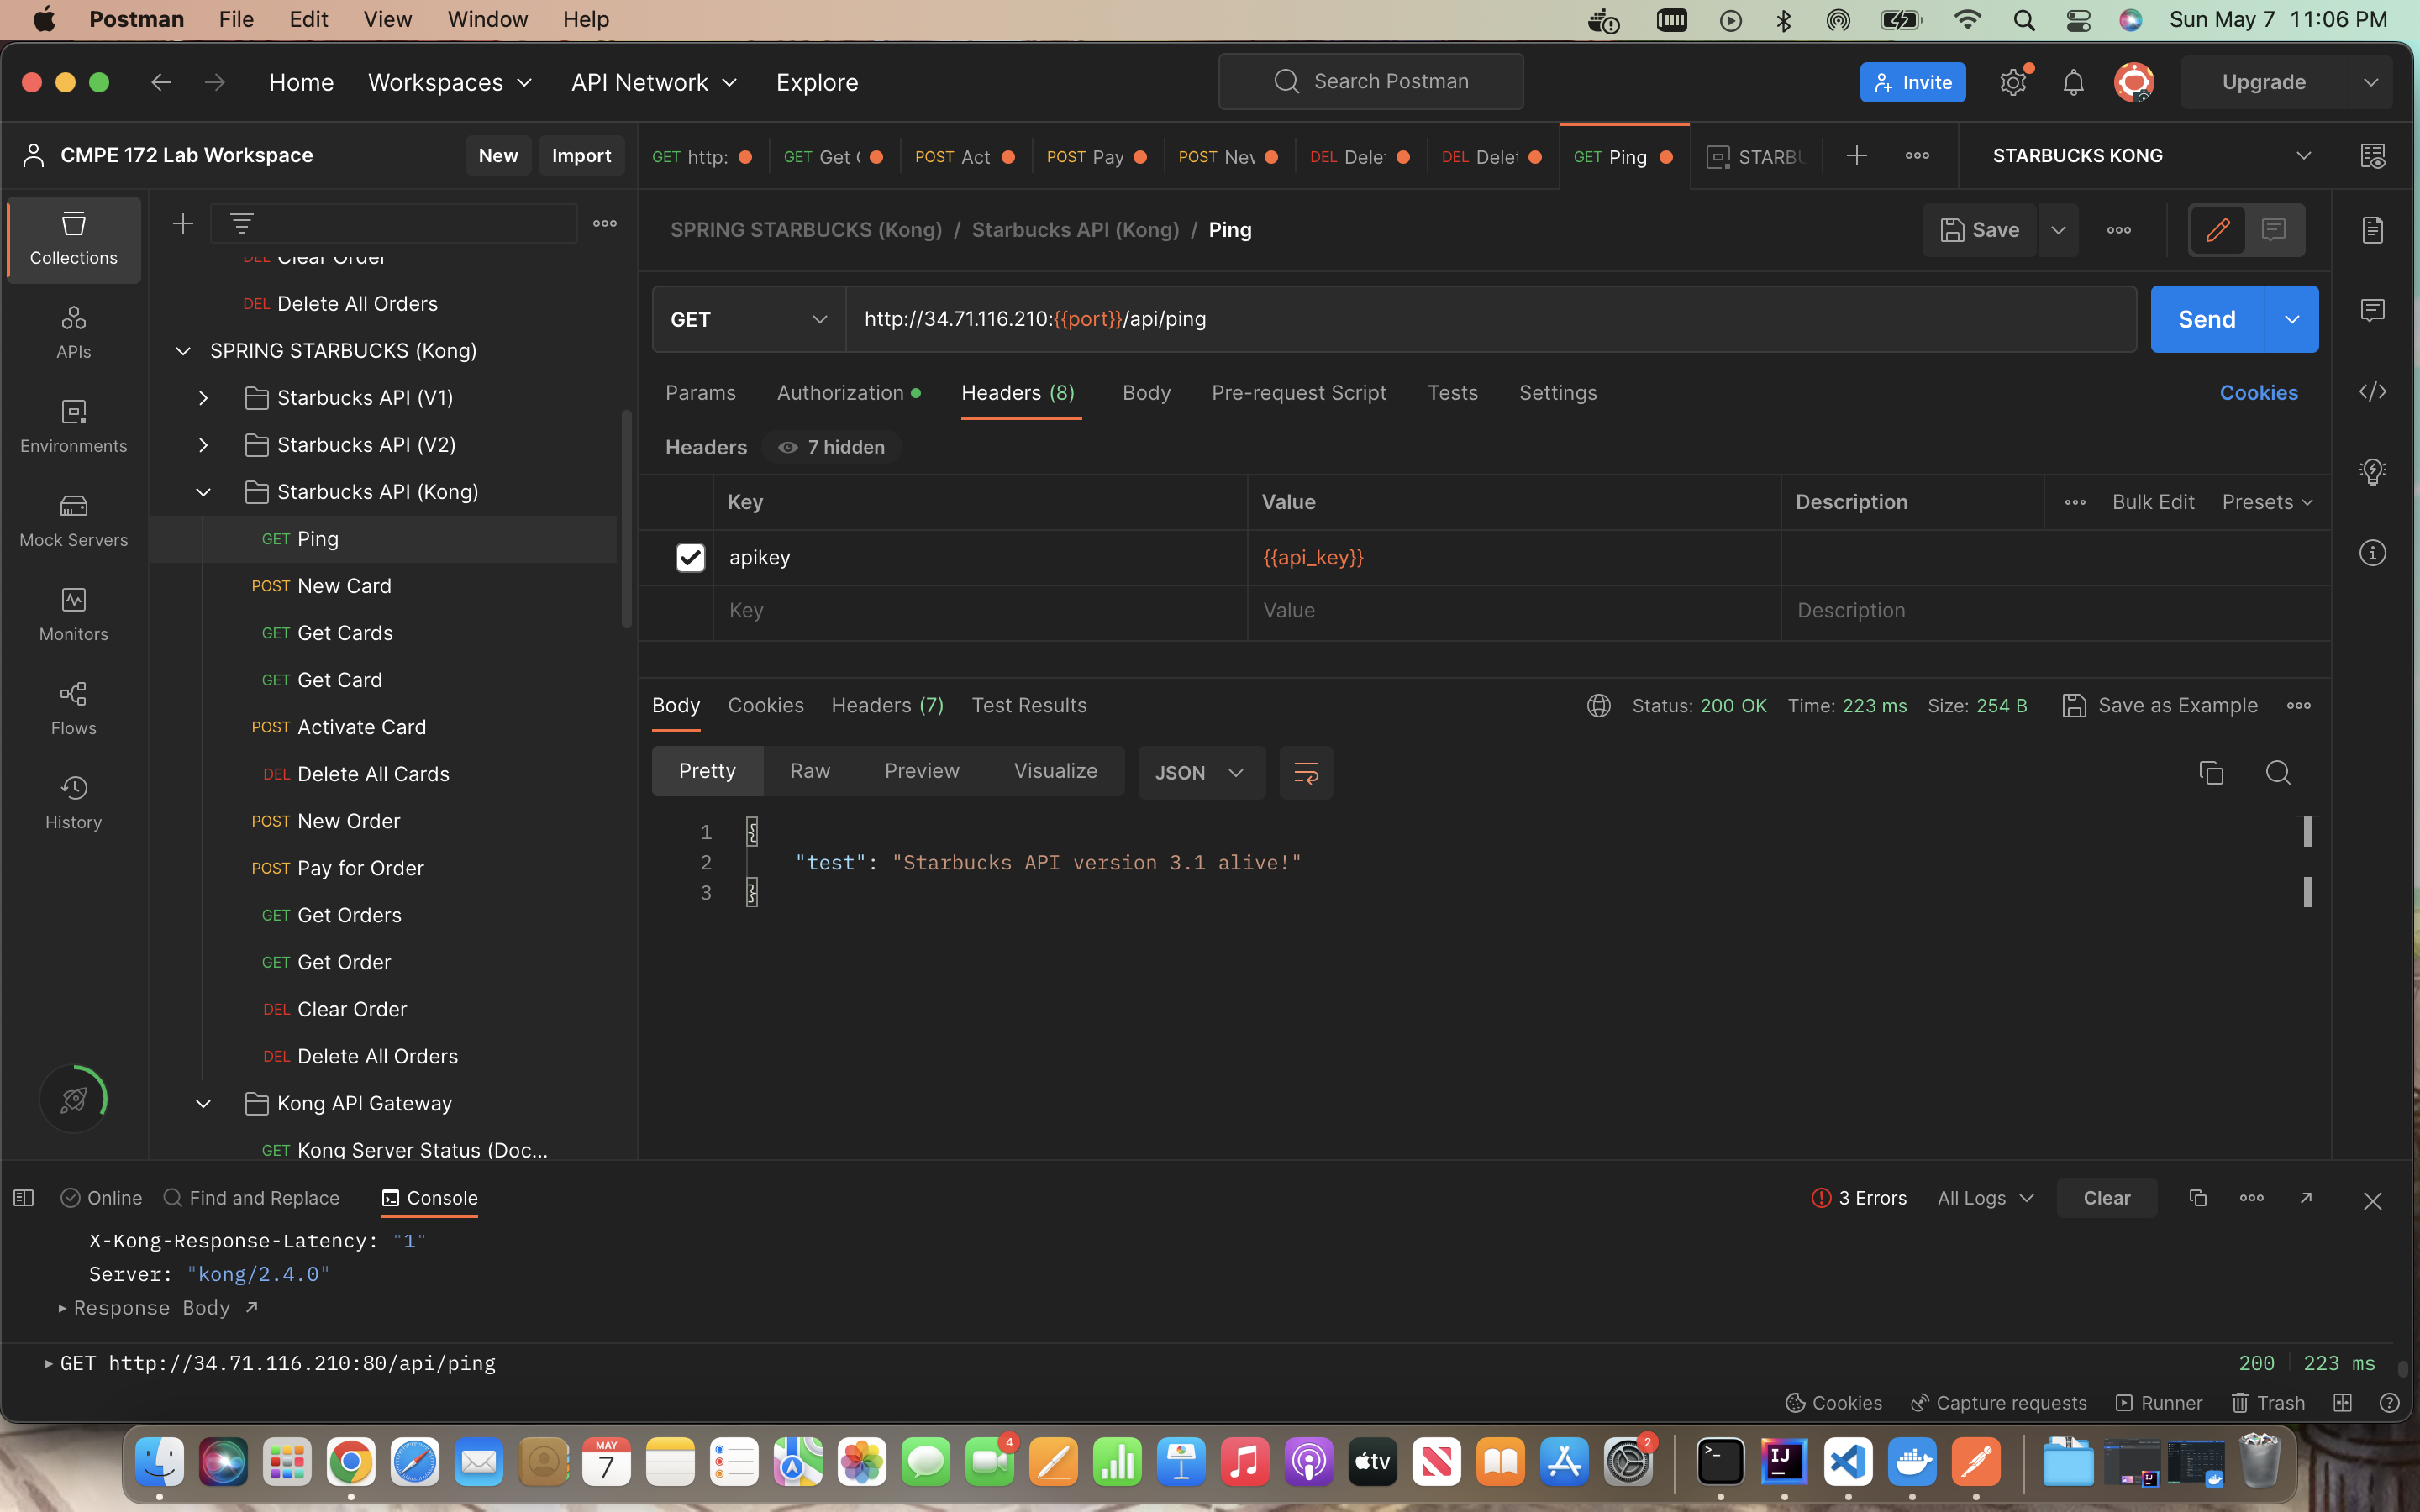 Postman File Edit View Window Help Sun May 7 11:06 PM
Home Workspaces API Network Explore Search Postman Invite Upgrade
CMPE 172 Lab Workspace New Import GET http: GET Get POST Act POST Pay POST Nev DEL Delet DEL Delet GET Ping STARBU STARBUCKS KONG
Collections
APIs
Environments
Mock Servers
Monitors
Flows
History
DEL Clear Order
DEL Delete All Orders
SPRING STARBUCKS (Kong)
Starbucks API (V1)
Starbucks API (V2)
Starbucks API (Kong)
GET Ping
POST New Card
GET Get Cards
GET Get Card
POST Activate Card
DEL Delete All Cards
POST New Order
POST Pay for Order
GET Get Orders
GET Get Order
DEL Clear Order
DEL Delete All Orders
Kong API Gateway
GET Kong Server Status (Doc...
SPRING STARBUCKS (Kong) / Starbucks API (Kong) / Ping Save
GET http://34.71.116.210:{{port}}/api/ping Send
Params Authorization Headers (8) Body Pre-request Script Tests Settings Cookies
Headers 7 hidden
Key Value Description Bulk Edit Presets
apikey {{api_key}}
Key Value Description
Body Cookies Headers (7) Test Results Status: 200 OK Time: 223 ms Size: 254 B Save as Example
Pretty Raw Preview Visualize JSON
1 {
2 "test": "Starbucks API version 3.1 alive!"
3 }
Online Find and Replace Console 3 Errors All Logs Clear
X-Kong-Response-Latency: "1"
Server: "kong/2.4.0"
Response Body
GET http://34.71.116.210:80/api/ping 200 223 ms
Cookies Capture requests Runner Trash
MAY
7
4
tv
2
IJ